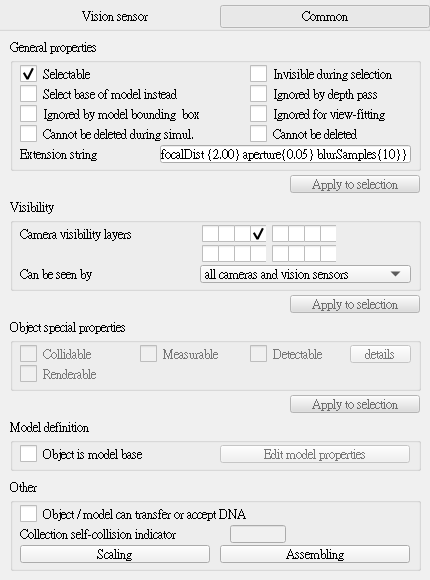 Vision sensor Common
General properties
Selectable Invisible during selection
Select base of model instead Ignored by depth pass
Ignored by model bounding box Ignored for view-fitting
Cannot be deleted during simul. Cannot be deleted
Extension string focalDist {2.00} aperture{0.05} blurSamples{10}}
Apply to selection
Visibility
Camera visibility layers
Can be seen by all cameras and vision sensors
Apply to selection
Object special properties
Collidable Measurable Detectable details
Renderable
Apply to selection
Model definition
Object is model base Edit model properties
Other
Object / model can transfer or accept DNA
Collection self-collision indicator
Scaling Assembling